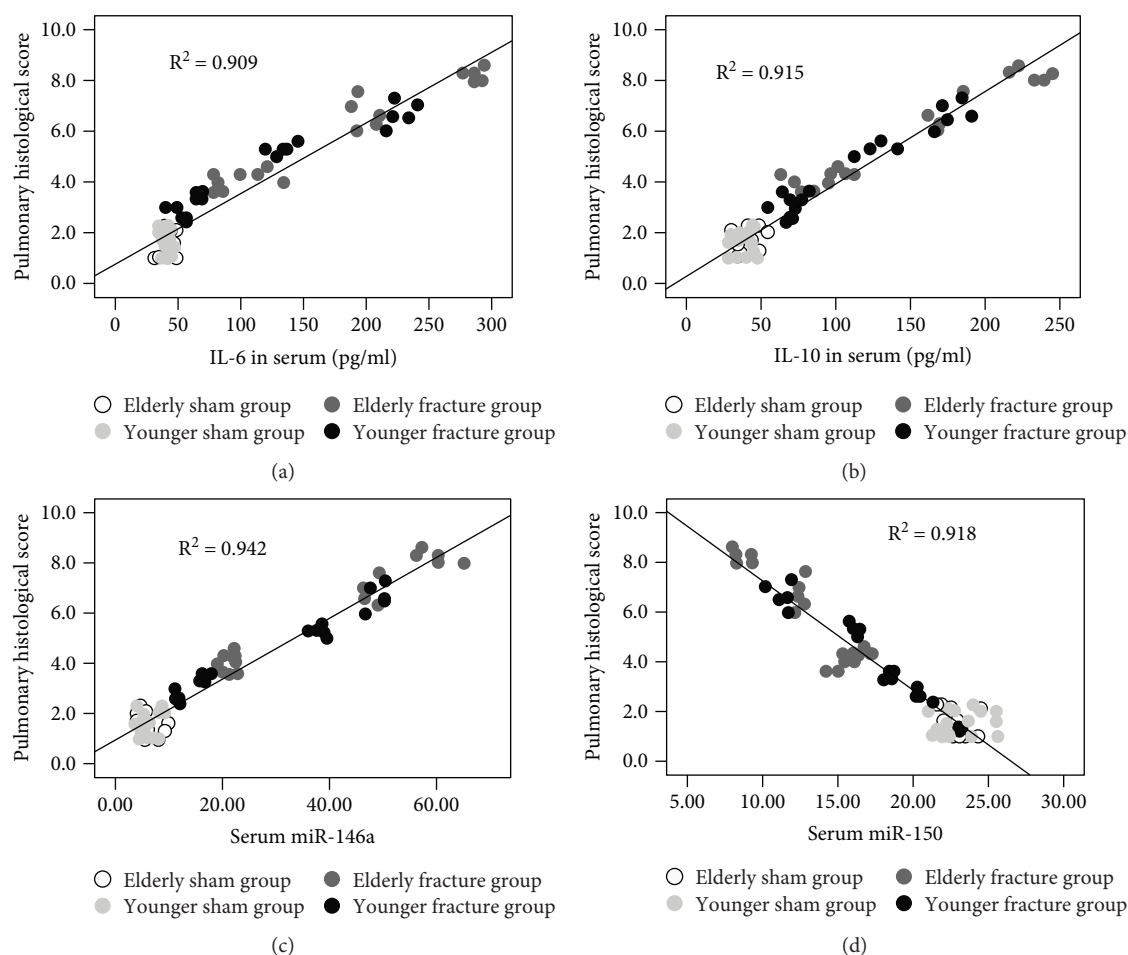 10.0
8.0
6.0
4.0
2.0
0.0
Pulmonary histological score
R² = 0.909
0 50 100 150 200 250 300
IL-6 in serum (pg/ml)
Elderly sham group Elderly fracture group
Younger sham group Younger fracture group
(a)
10.0
8.0
6.0
4.0
2.0
0.0
Pulmonary histological score
R² = 0.915
0 50 100 150 200 250
IL-10 in serum (pg/ml)
Elderly sham group Elderly fracture group
Younger sham group Younger fracture group
(b)
10.0
8.0
6.0
4.0
2.0
0.0
Pulmonary histological score
R² = 0.942
0.00 20.00 40.00 60.00
Serum miR-146a
Elderly sham group Elderly fracture group
Younger sham group Younger fracture group
(c)
10.0
8.0
6.0
4.0
2.0
0.0
Pulmonary histological score
R² = 0.918
5.00 10.00 15.00 20.00 25.00 30.00
Serum miR-150
Elderly sham group Elderly fracture group
Younger sham group Younger fracture group
(d)